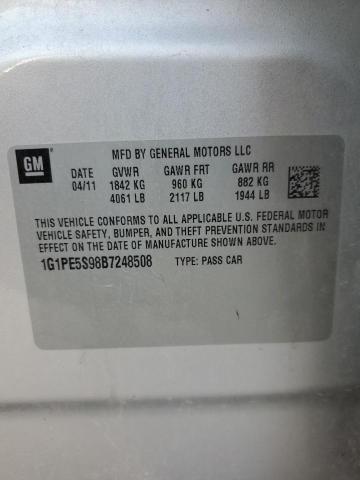 GM
MFD BY GENERAL MOTORS LLC
DATE GVWR GAWR FRT GAWR RR
04/11 1842 KG 960 KG 882 KG
4061 LB 2117 LB 1944 LB
THIS VEHICLE CONFORMS TO ALL APPLICABLE U.S. FEDERAL MOTOR
VEHICLE SAFETY, BUMPER, AND THEFT PREVENTION STANDARDS IN
EFFECT ON THE DATE OF MANUFACTURE SHOWN ABOVE.
1G1PE5S98B7248508 TYPE: PASS CAR